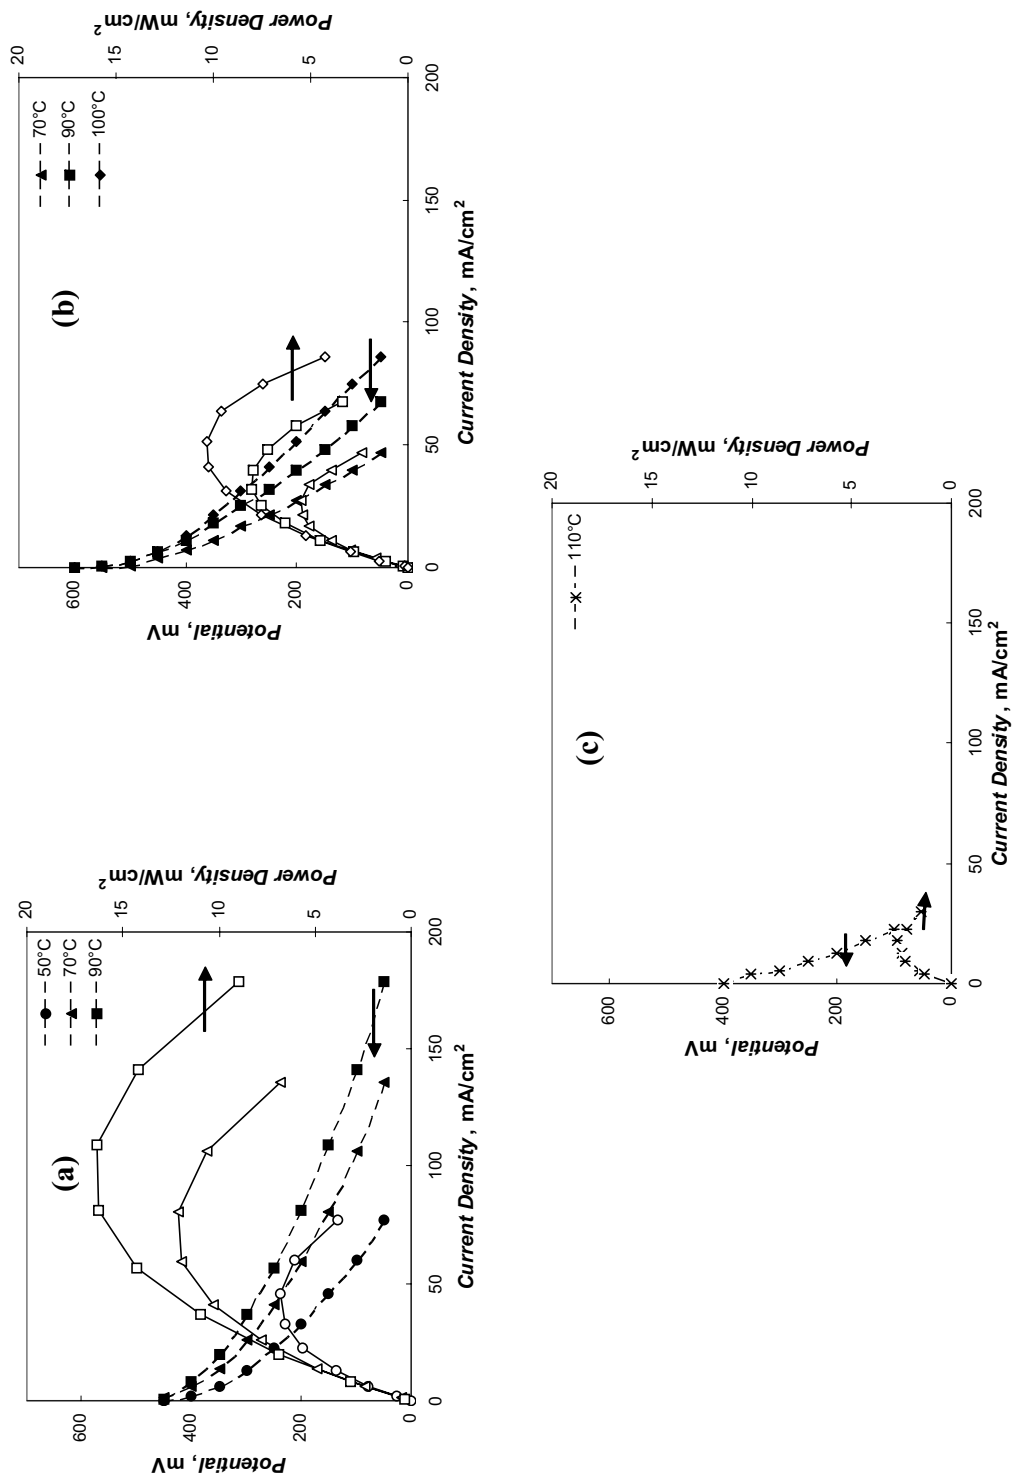 (a)
—●— 50°C
—▲— 70°C
—■— 90°C
Potential, mV
600
400
200
0
Power Density, mW/cm²
20
15
10
5
0
0
50
100
150
200
Current Density, mA/cm²
(b)
—▲— 70°C
—■— 90°C
—◆— 100°C
Potential, mV
600
400
200
0
Power Density, mW/cm²
20
15
10
5
0
0
50
100
150
200
Current Density, mA/cm²
(c)
110°C
Potential, mV
600
400
200
0
Power Density, mW/cm²
20
15
10
5
0
0
50
100
150
200
Current Density, mA/cm²